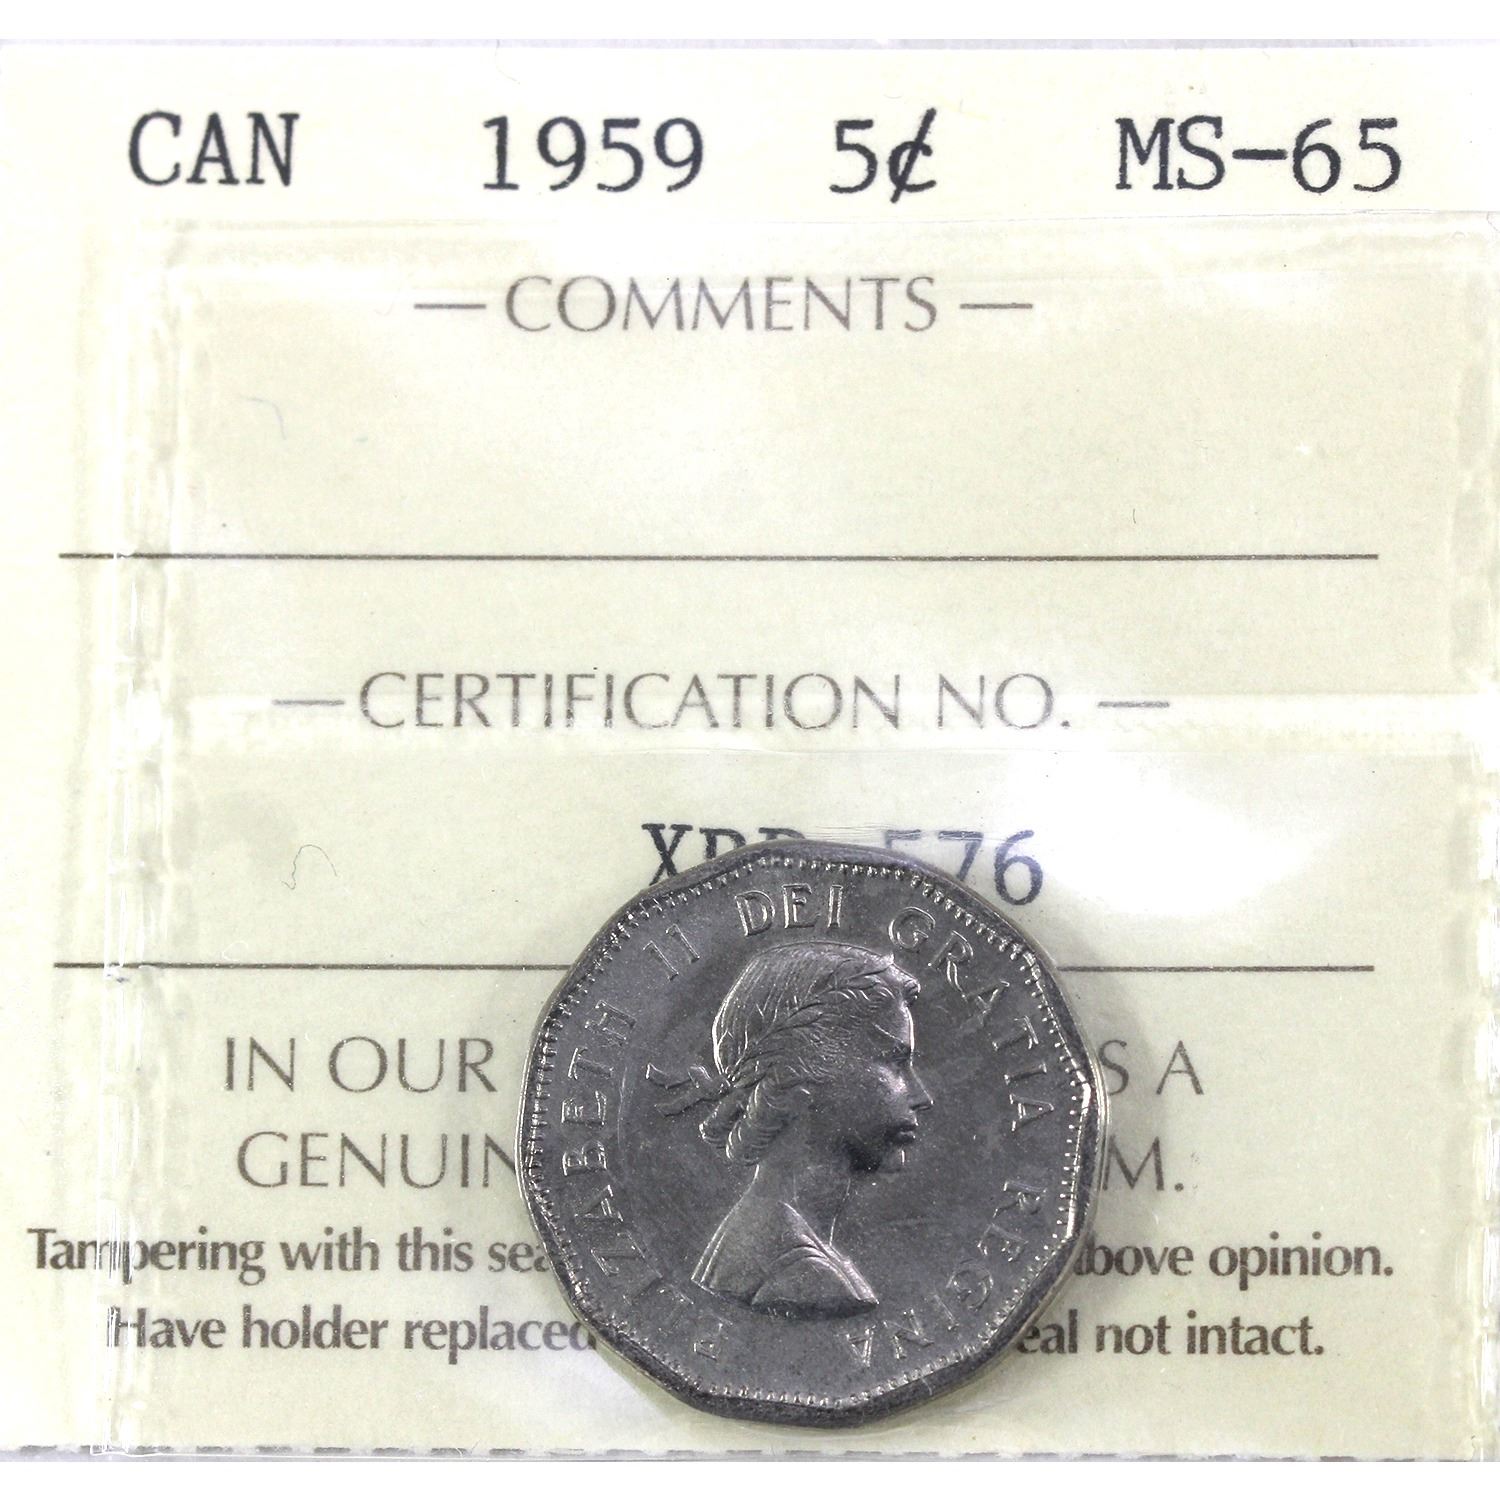 CAN 1959 5¢ MS-65
— COMMENTS —
— CERTIFICATION NO. —
576
ELIZABETH II DEI GRATIA REGINA
IN OUR S A
GENUIN M.
Tampering with this sea bove opinion.
Have holder replaced eal not intact.